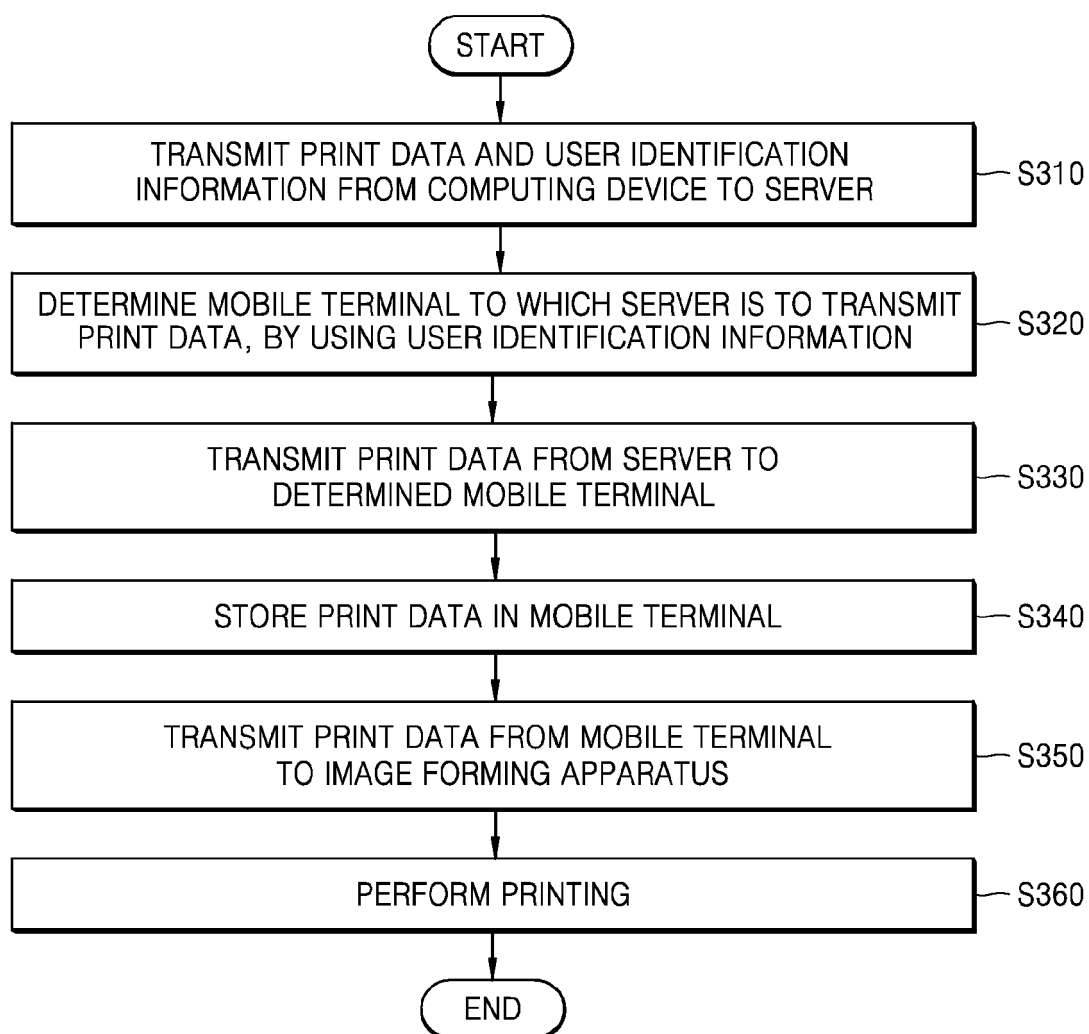 START
TRANSMIT PRINT DATA AND USER IDENTIFICATION
INFORMATION FROM COMPUTING DEVICE TO SERVER
S310
DETERMINE MOBILE TERMINAL TO WHICH SERVER IS TO TRANSMIT
PRINT DATA, BY USING USER IDENTIFICATION INFORMATION
S320
TRANSMIT PRINT DATA FROM SERVER TO
DETERMINED MOBILE TERMINAL
S330
STORE PRINT DATA IN MOBILE TERMINAL
S340
TRANSMIT PRINT DATA FROM MOBILE TERMINAL
TO IMAGE FORMING APPARATUS
S350
PERFORM PRINTING
S360
END